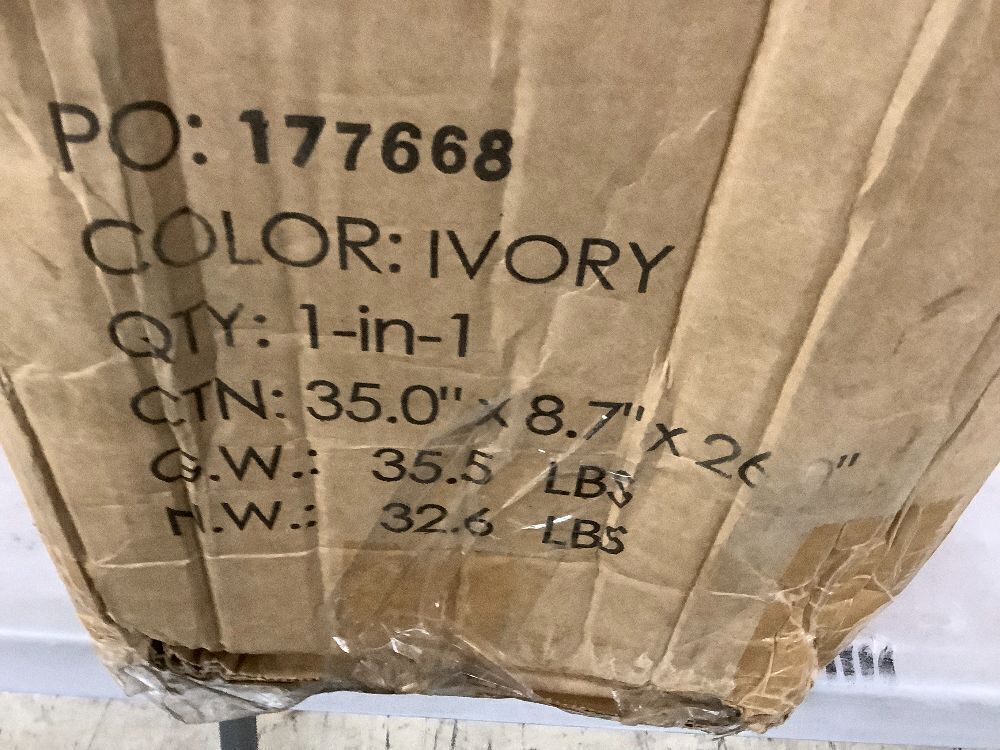 PO: 177668
COLOR: IVORY
QTY: 1-in-1
CTN: 35.0" x 8.7" x
G.W.: 35.5 LBS
N.W.: 32.6 LBS